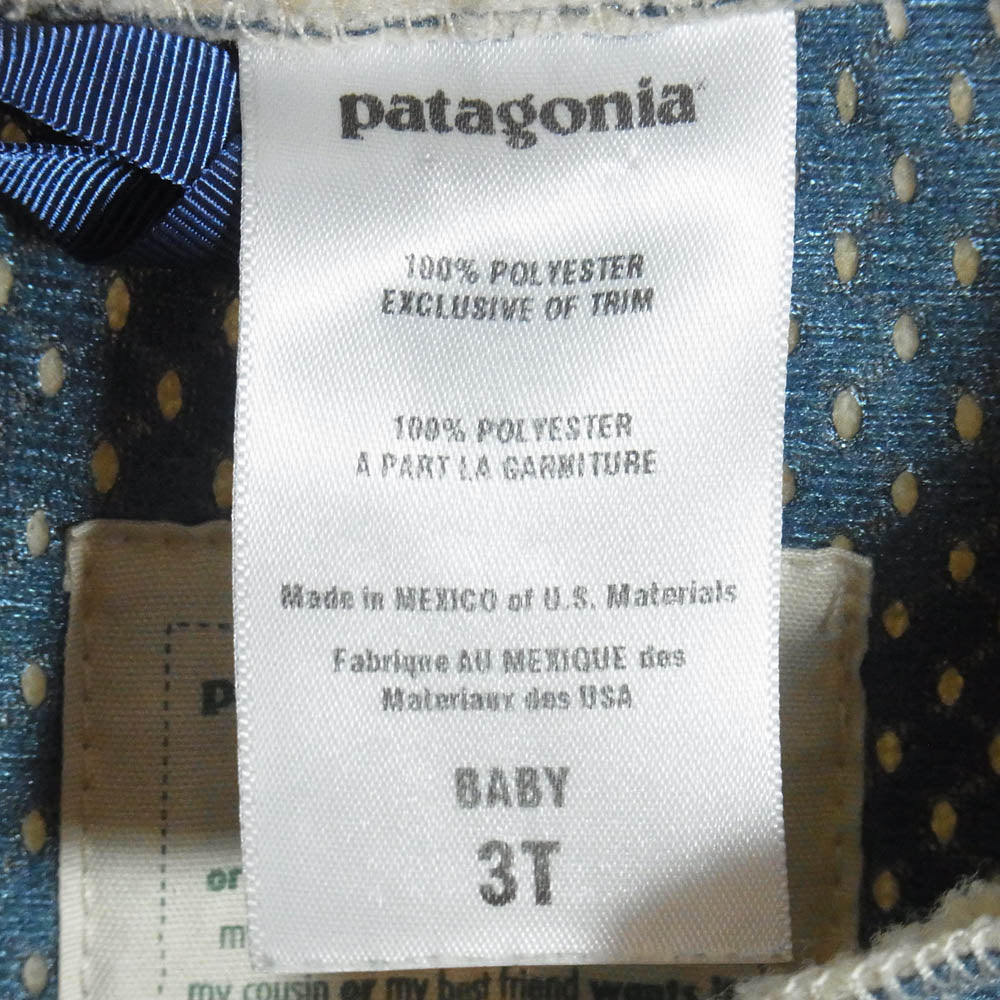 patagonia
100% POLYESTER
EXCLUSIVE OF TRIM
100% POLYESTER
A PART LA GARNITURE
Made in MEXICO of U.S. Materials
Fabrique AU MEXIQUE des
Materiaux des USA
BABY
3T
or
my cousin or my best friend wants